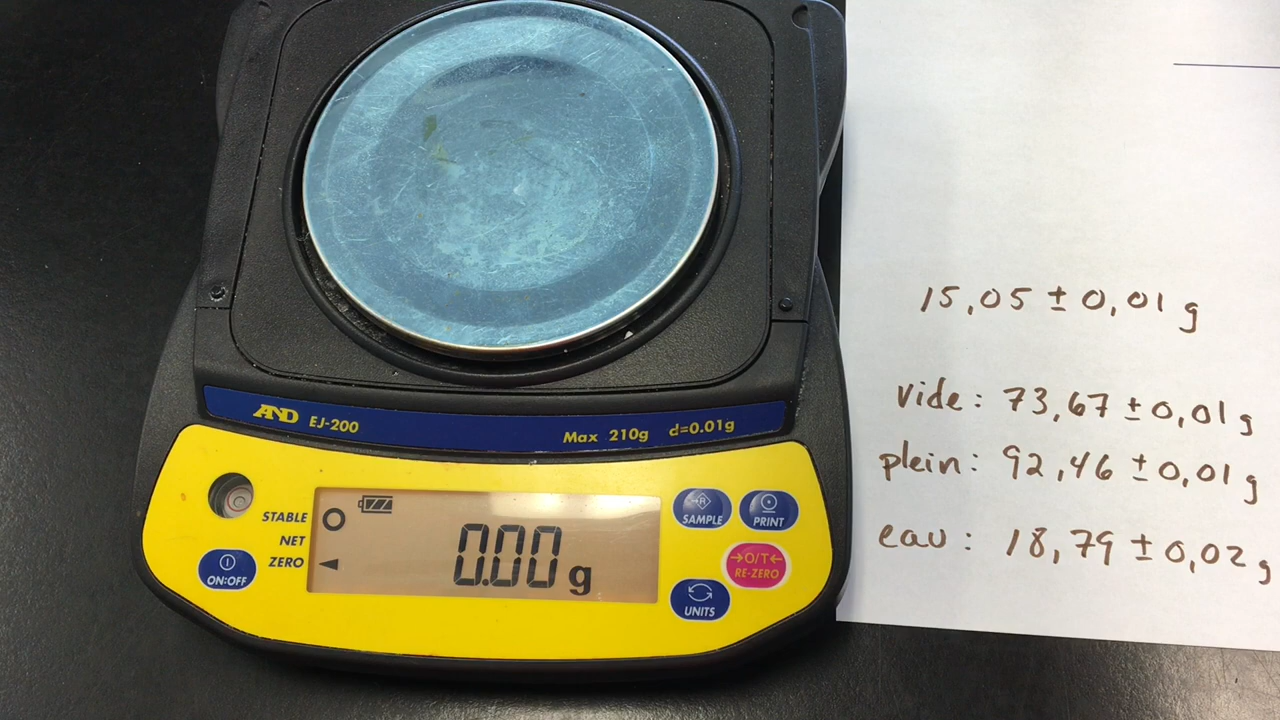 AND EJ-200 Max 210g d=0.01g
STABLE
NET
ZERO
ON:OFF
0.00 g
SAMPLE
PRINT
→O/T←
RE-ZERO
UNITS
15,05 ± 0,01 g
vide : 73,67 ± 0,01 g
plein : 92,46 ± 0,01 g
eau : 18,79 ± 0,02 g